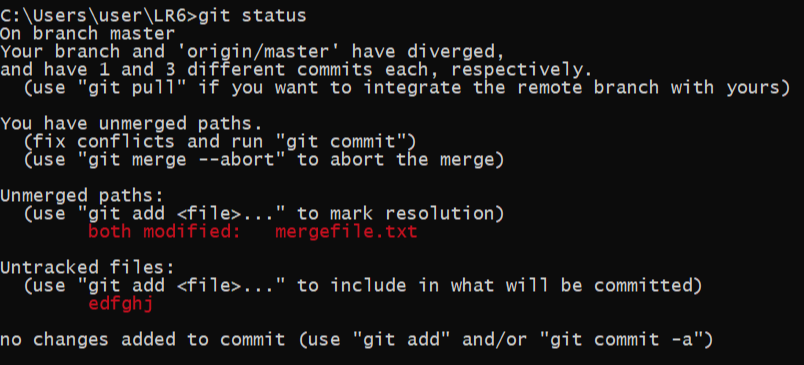 C:\Users\user\LR6>git status
On branch master
Your branch and 'origin/master' have diverged,
and have 1 and 3 different commits each, respectively.
  (use "git pull" if you want to integrate the remote branch with yours)

You have unmerged paths.
  (fix conflicts and run "git commit")
  (use "git merge --abort" to abort the merge)

Unmerged paths:
  (use "git add <file>..." to mark resolution)
        both modified:   mergefile.txt

Untracked files:
  (use "git add <file>..." to include in what will be committed)
        edfghj

no changes added to commit (use "git add" and/or "git commit -a")